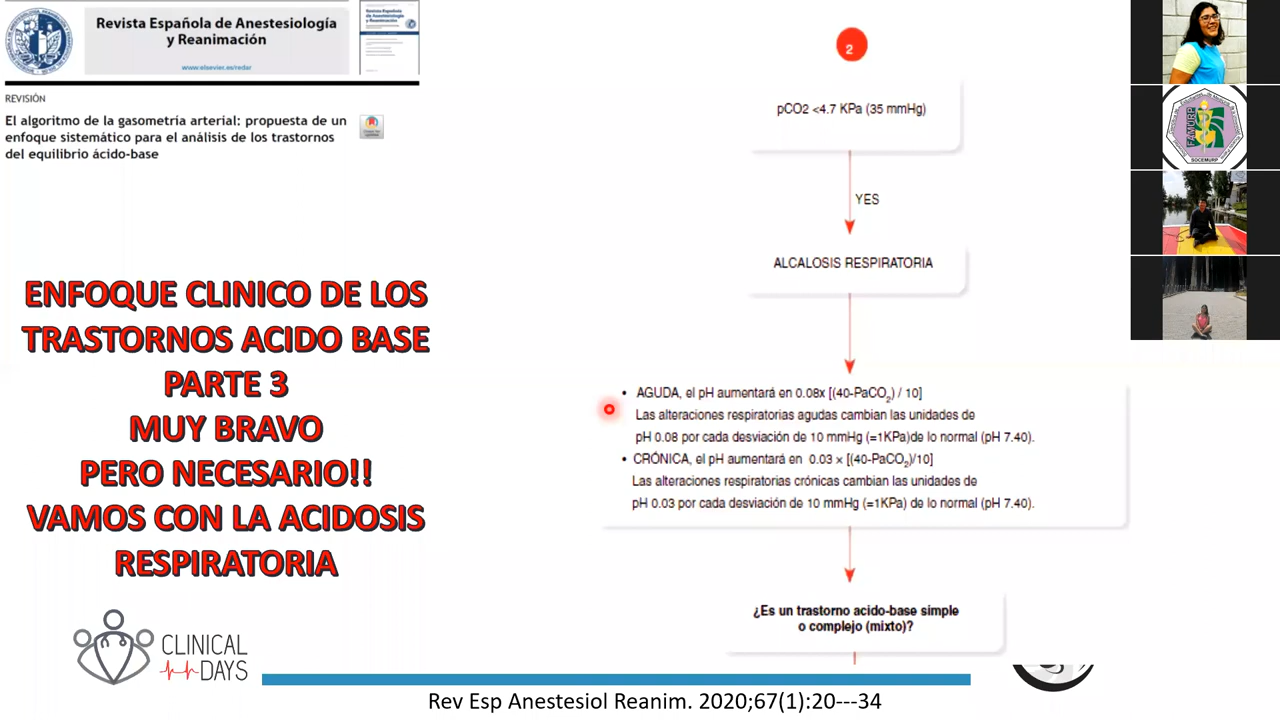 Revista Española de Anestesiología
y Reanimación
www.elsevier.es/redar
REVISIÓN
El algoritmo de la gasometría arterial: propuesta de un
enfoque sistemático para el análisis de los trastornos
del equilibrio ácido-base
ENFOQUE CLINICO DE LOS
TRASTORNOS ACIDO BASE
PARTE 3
MUY BRAVO
PERO NECESARIO!!
VAMOS CON LA ACIDOSIS
RESPIRATORIA
CLINICAL
DAYS
2
pCO2 <4.7 KPa (35 mmHg)
YES
ALCALOSIS RESPIRATORIA
• AGUDA, el pH aumentará en 0.08x [(40-PaCO2) / 10]
Las alteraciones respiratorias agudas cambian las unidades de
pH 0.08 por cada desviación de 10 mmHg (=1KPa)de lo normal (pH 7.40).
• CRÓNICA, el pH aumentará en 0.03 × [(40-PaCO2)/10]
Las alteraciones respiratorias crónicas cambian las unidades de
pH 0.03 por cada desviación de 10 mmHg (=1KPa) de lo normal (pH 7.40).
¿Es un trastorno acido-base simple
o complejo (mixto)?
Rev Esp Anestesiol Reanim. 2020;67(1):20---34
FAMURP
SOCEMURP